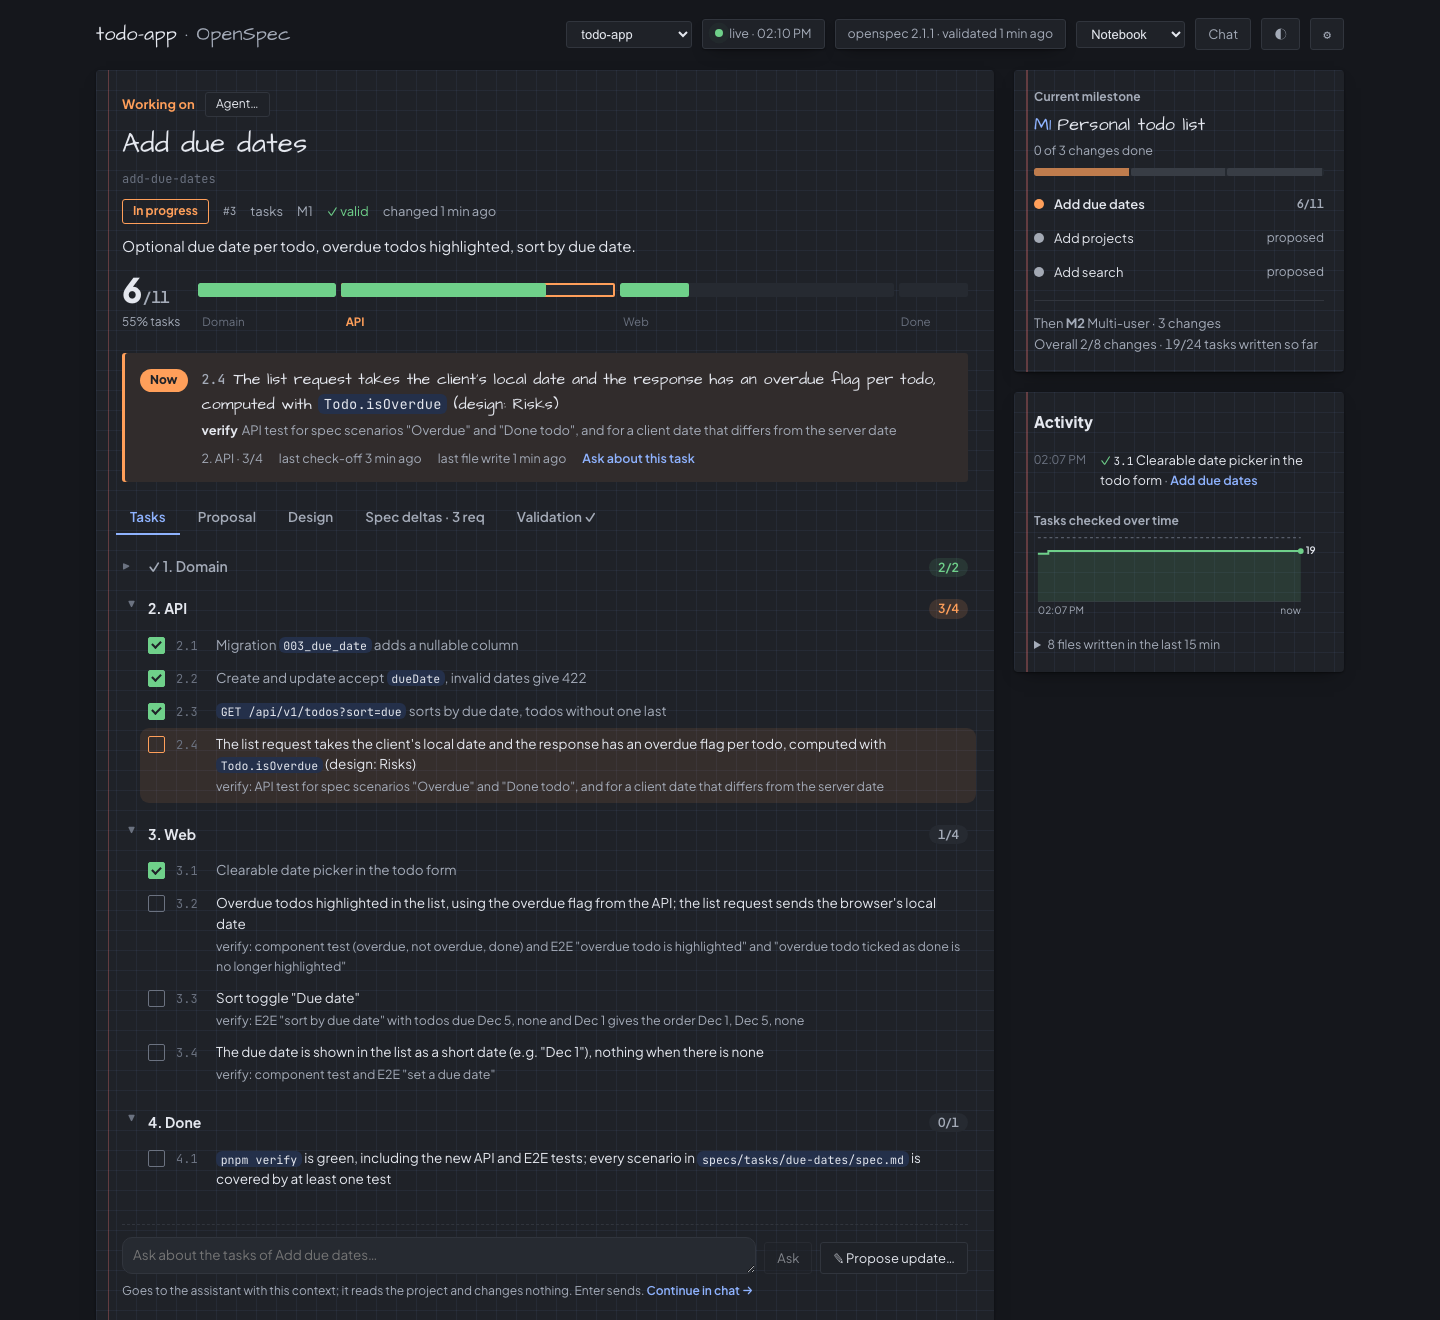 todo-app · OpenSpec
todo-app
live · 02:10 PM
openspec 2.1.1 · validated 1 min ago
Notebook
Chat
Working on
Agent...
Add due dates
add-due-dates
In progress #3 tasks M1 ✓ valid changed 1 min ago
Optional due date per todo, overdue todos highlighted, sort by due date.
6/11
55% tasks
Domain
API
Web
Done
Now
2.4 The list request takes the client's local date and the response has an overdue flag per todo,
computed with Todo.isOverdue (design: Risks)
verify API test for spec scenarios "Overdue" and "Done todo", and for a client date that differs from the server date
2. API · 3/4 last check-off 3 min ago last file write 1 min ago Ask about this task
Tasks Proposal Design Spec deltas · 3 req Validation ✓
✓ 1. Domain 2/2
2. API 3/4
2.1 Migration 003_due_date adds a nullable column
2.2 Create and update accept dueDate, invalid dates give 422
2.3 GET /api/v1/todos?sort=due sorts by due date, todos without one last
2.4 The list request takes the client's local date and the response has an overdue flag per todo, computed with
Todo.isOverdue (design: Risks)
verify: API test for spec scenarios "Overdue" and "Done todo", and for a client date that differs from the server date
3. Web 1/4
3.1 Clearable date picker in the todo form
3.2 Overdue todos highlighted in the list, using the overdue flag from the API; the list request sends the browser's local
date
verify: component test (overdue, not overdue, done) and E2E "overdue todo is highlighted" and "overdue todo ticked as done is
no longer highlighted"
3.3 Sort toggle "Due date"
verify: E2E "sort by due date" with todos due Dec 5, none and Dec 1 gives the order Dec 1, Dec 5, none
3.4 The due date is shown in the list as a short date (e.g. "Dec 1"), nothing when there is none
verify: component test and E2E "set a due date"
4. Done 0/1
4.1 pnpm verify is green, including the new API and E2E tests; every scenario in specs/tasks/due-dates/spec.md is
covered by at least one test
Ask about the tasks of Add due dates...
Ask
✎ Propose update...
Goes to the assistant with this context; it reads the project and changes nothing. Enter sends. Continue in chat →
Current milestone
M1 Personal todo list
0 of 3 changes done
Add due dates 6/11
Add projects proposed
Add search proposed
Then M2 Multi-user · 3 changes
Overall 2/8 changes · 19/24 tasks written so far
Activity
02:07 PM ✓ 3.1 Clearable date picker in the
todo form · Add due dates
Tasks checked over time
19
02:07 PM now
8 files written in the last 15 min